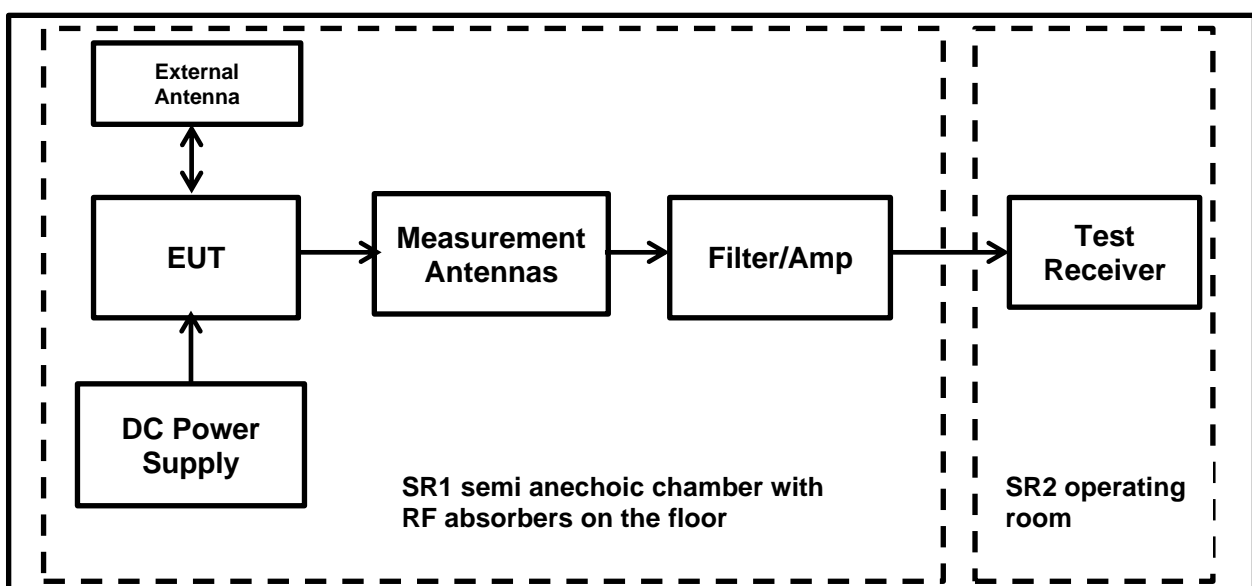 External
Antenna
EUT
Measurement
Antennas
Filter/Amp
Test
Receiver
DC Power
Supply
SR1 semi anechoic chamber with
RF absorbers on the floor
SR2 operating
room